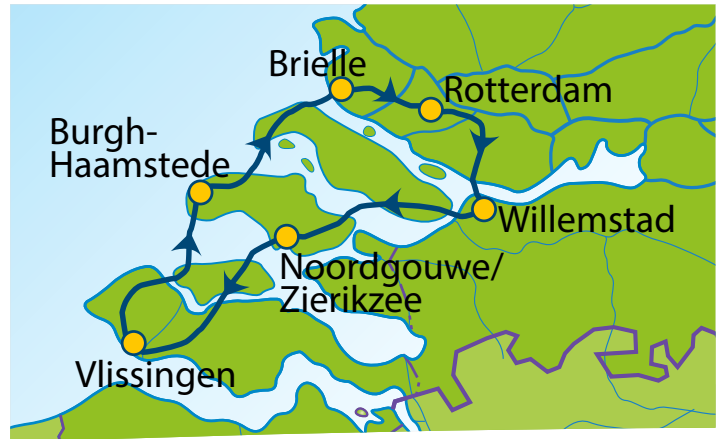 Brielle
Rotterdam
Burgh-
Haamstede
Willemstad
Noordgouwe/
Zierikzee
Vlissingen